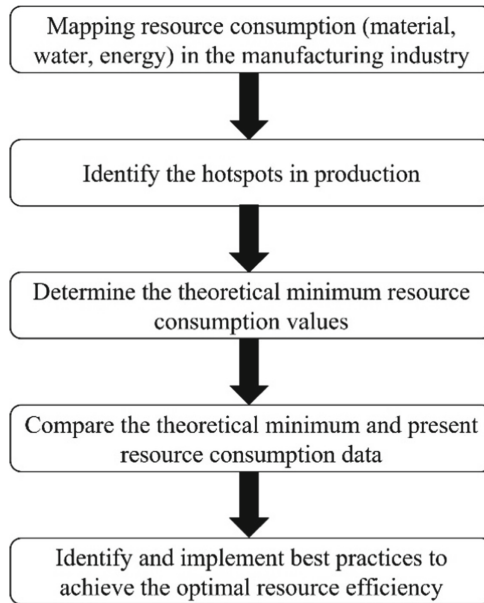 Mapping resource consumption (material,
water, energy) in the manufacturing industry
Identify the hotspots in production
Determine the theoretical minimum resource
consumption values
Compare the theoretical minimum and present
resource consumption data
Identify and implement best practices to
achieve the optimal resource efficiency